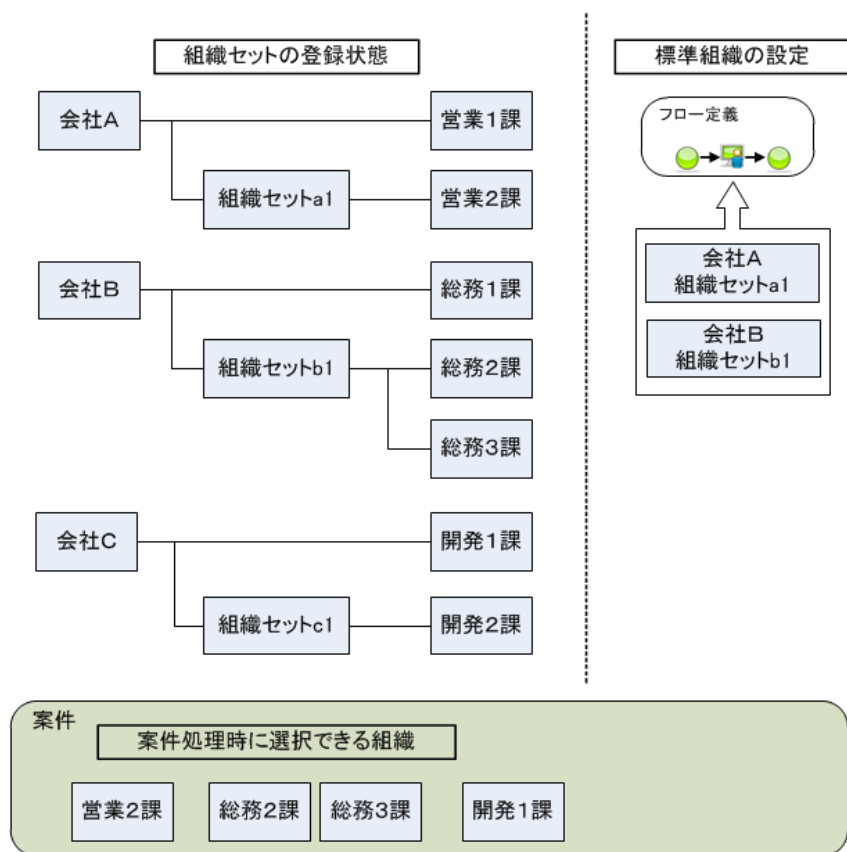 組織セットの登録状態
標準組織の設定
会社A
営業1課
組織セットa1
営業2課
会社B
総務1課
組織セットb1
総務2課
総務3課
会社C
開発1課
組織セットc1
開発2課
フロー定義
会社A
組織セットa1
会社B
組織セットb1
案件
案件処理時に選択できる組織
営業2課
総務2課
総務3課
開発1課